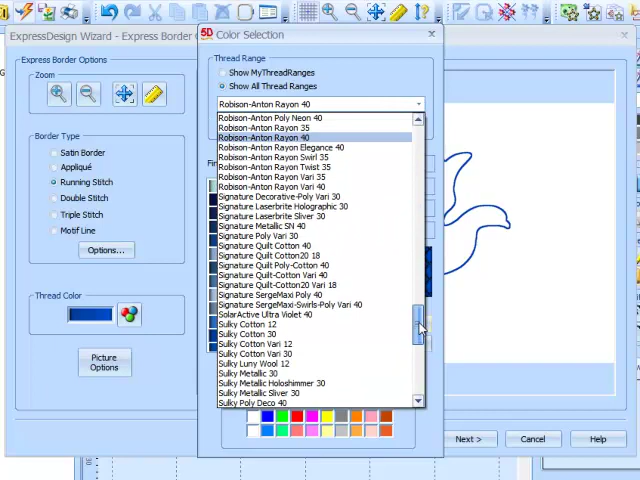 ExpressDesign Wizard - Express Border
5D Color Selection
Express Border Options
Zoom
Border Type
Satin Border
Appliqué
Running Stitch
Double Stitch
Triple Stitch
Motif Line
Options...
Thread Color
Picture
Options
Thread Range
Show MyThreadRanges
Show All Thread Ranges
Robison-Anton Rayon 40
Robison-Anton Poly Neon 40
Robison-Anton Rayon 35
Robison-Anton Rayon 40
Robison-Anton Rayon Elegance 40
Robison-Anton Rayon Swirl 35
Robison-Anton Rayon Twist 35
Robison-Anton Rayon Vari 35
Robison-Anton Rayon Vari 40
Signature Decorative-Poly Vari 30
Signature Laserbrite Holographic 30
Signature Laserbrite Sliver 30
Signature Metallic SN 40
Signature Poly Vari 30
Signature Quilt Cotton 40
Signature Quilt Cotton20 18
Signature Quilt Poly-Cotton 40
Signature Quilt-Cotton Vari 40
Signature Quilt-Cotton20 Vari 18
Signature SergeMaxi Poly 40
Signature SergeMaxi-Swirls-Poly Vari 40
SolarActive Ultra Violet 40
Sulky Cotton 12
Sulky Cotton 30
Sulky Cotton Vari 12
Sulky Cotton Vari 30
Sulky Luny Wool 12
Sulky Metallic 30
Sulky Metallic Holoshimmer 30
Sulky Metallic Sliver 30
Sulky Poly Deco 40
Next >
Cancel
Help